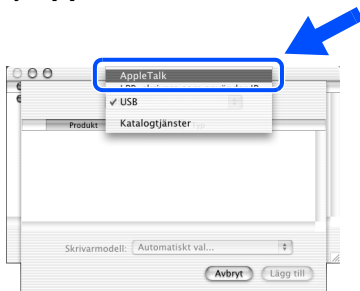 AppleTalk
USB
Katalogtjänster
Produkt
Skrivarmodell: Automatiskt val...
Avbryt Lägg till